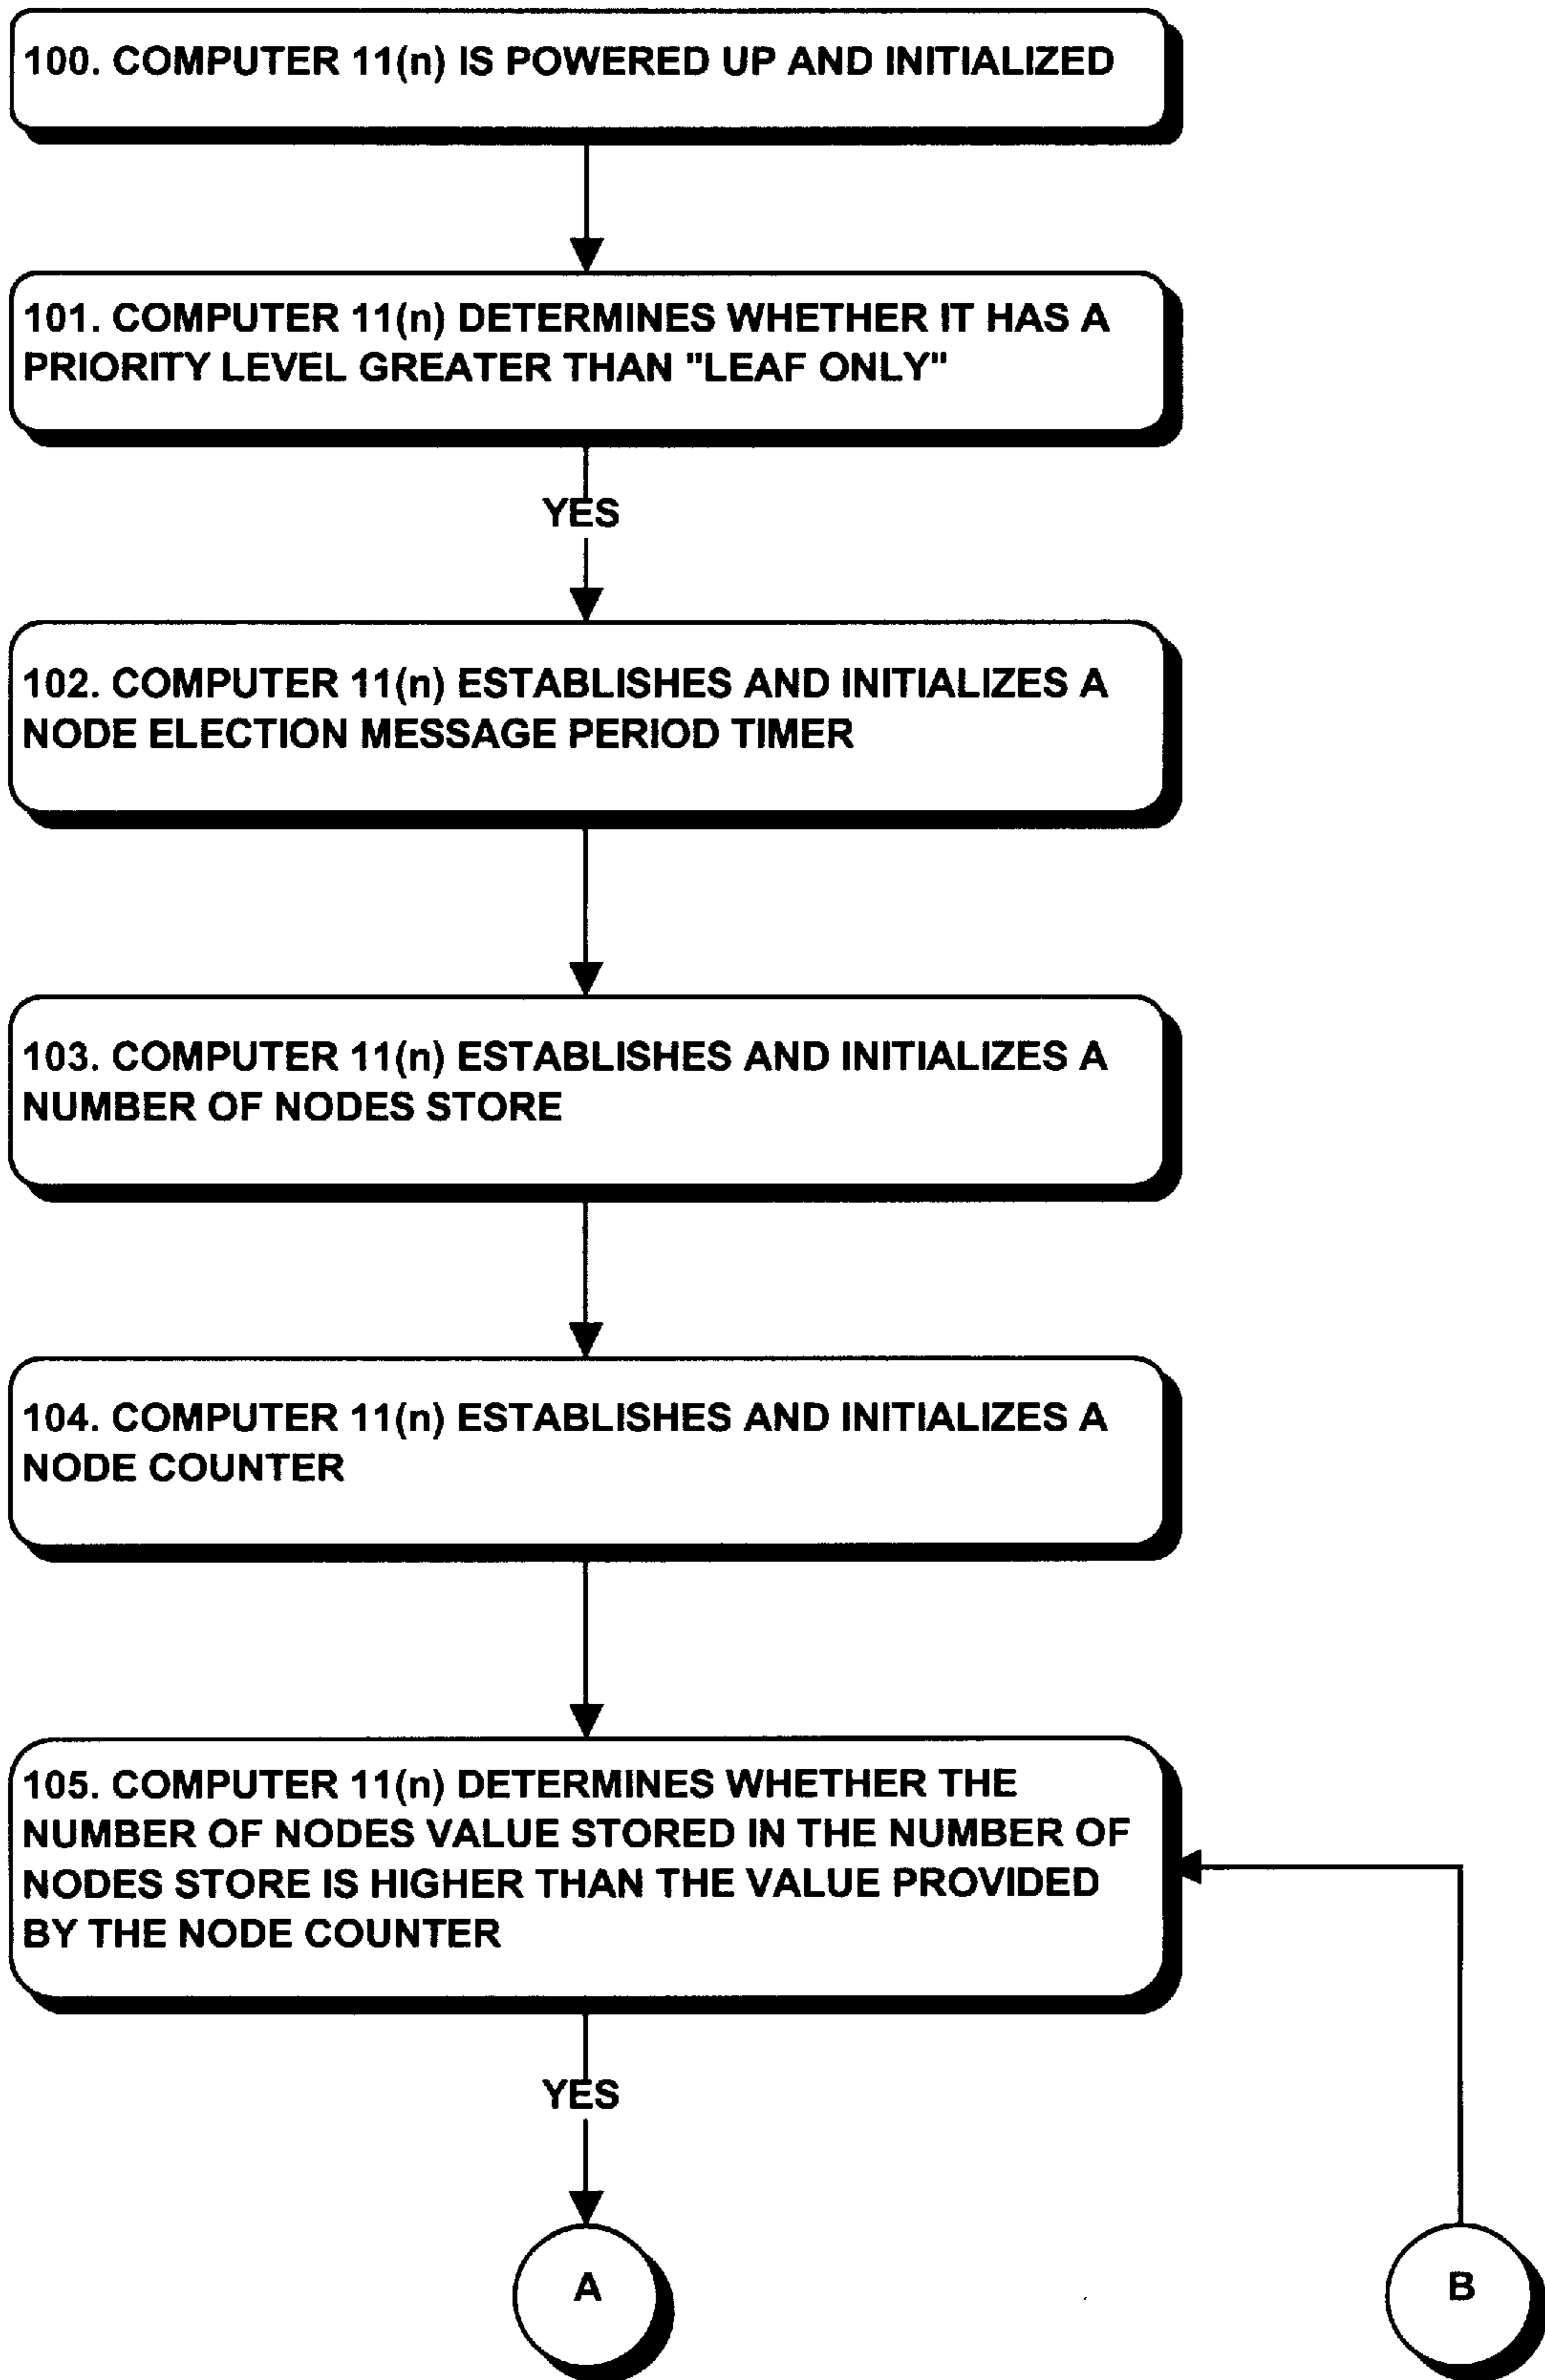 100. COMPUTER 11(n) IS POWERED UP AND INITIALIZED
101. COMPUTER 11(n) DETERMINES WHETHER IT HAS A
PRIORITY LEVEL GREATER THAN "LEAF ONLY"
YES
102. COMPUTER 11(n) ESTABLISHES AND INITIALIZES A
NODE ELECTION MESSAGE PERIOD TIMER
103. COMPUTER 11(n) ESTABLISHES AND INITIALIZES A
NUMBER OF NODES STORE
104. COMPUTER 11(n) ESTABLISHES AND INITIALIZES A
NODE COUNTER
105. COMPUTER 11(n) DETERMINES WHETHER THE
NUMBER OF NODES VALUE STORED IN THE NUMBER OF
NODES STORE IS HIGHER THAN THE VALUE PROVIDED
BY THE NODE COUNTER
YES
A
B